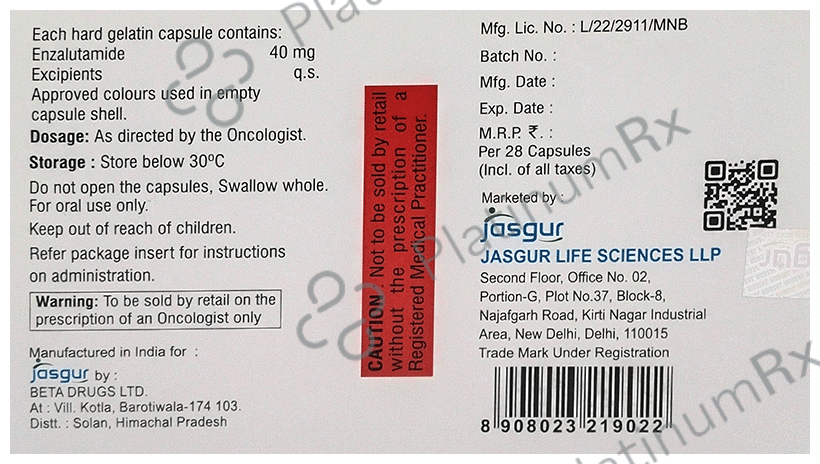 Each hard gelatin capsule contains:
Enzalutamide 40 mg
Excipients q.s.
Approved colours used in empty
capsule shell.
Dosage: As directed by the Oncologist.
Storage : Store below 30ºC
Do not open the capsules, Swallow whole.
For oral use only.
Keep out of reach of children.
Refer package insert for instructions
on administration.
Warning: To be sold by retail on the
prescription of an Oncologist only
Manufactured in India for :
jasgur by :
BETA DRUGS LTD.
At : Vill. Kotla, Barotiwala-174 103.
Distt. : Solan, Himachal Pradesh
CAUTION : Not to be sold by retail
without the prescription of a
Registered Medical Practitioner.
Mfg. Lic. No. : L/22/2911/MNB
Batch No. :
Mfg. Date :
Exp. Date :
M.R.P. ₹. :
Per 28 Capsules
(Incl. of all taxes)
Marketed by :
jasgur
JASGUR LIFE SCIENCES LLP
Second Floor, Office No. 02,
Portion-G, Plot No.37, Block-8,
Najafgarh Road, Kirti Nagar Industrial
Area, New Delhi, Delhi, 110015
Trade Mark Under Registration
8 908023 219022
PlatinumRx
PlatinumRx